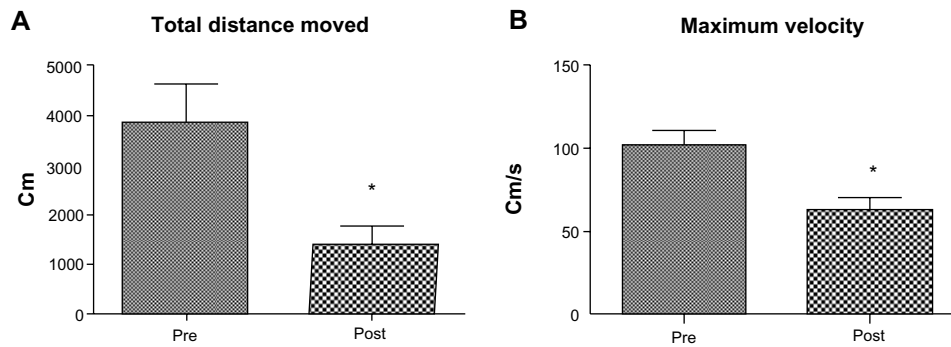 A
Total distance moved
5000
4000
3000
2000
1000
0
Cm
*
Pre
Post
B
Maximum velocity
150
100
50
0
Cm/s
*
Pre
Post